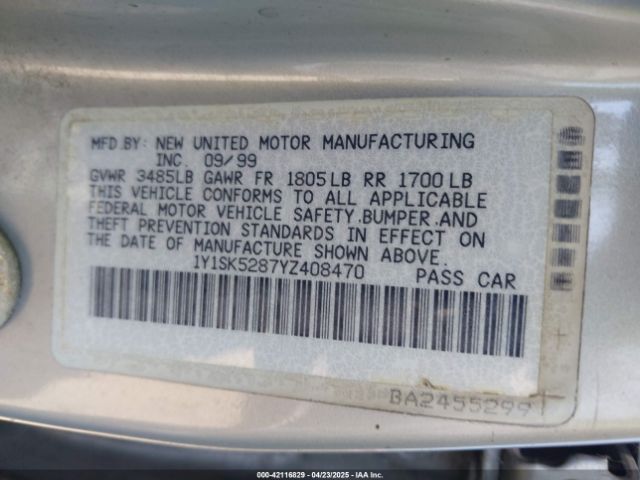 MFD.BY: NEW UNITED MOTOR MANUFACTURING
INC. 09/99
GVWR 3485LB GAWR FR 1805LB RR 1700LB
THIS VEHICLE CONFORMS TO ALL APPLICABLE
FEDERAL MOTOR VEHICLE SAFETY.BUMPER.AND
THEFT PREVENTION STANDARDS IN EFFECT ON
THE DATE OF MANUFACTURE SHOWN ABOVE.
1Y1SK5287YZ408470 PASS CAR
BA2455299
000-42116829 - 04/23/2025 - IAA Inc.